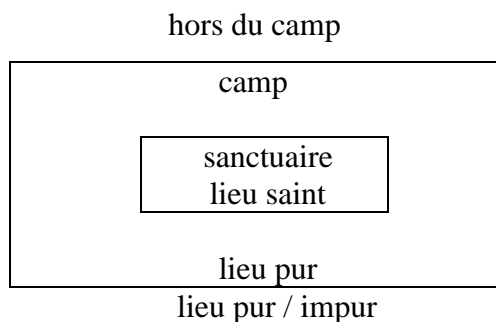 hors du camp
camp
sanctuaire
lieu saint
lieu pur
lieu pur / impur